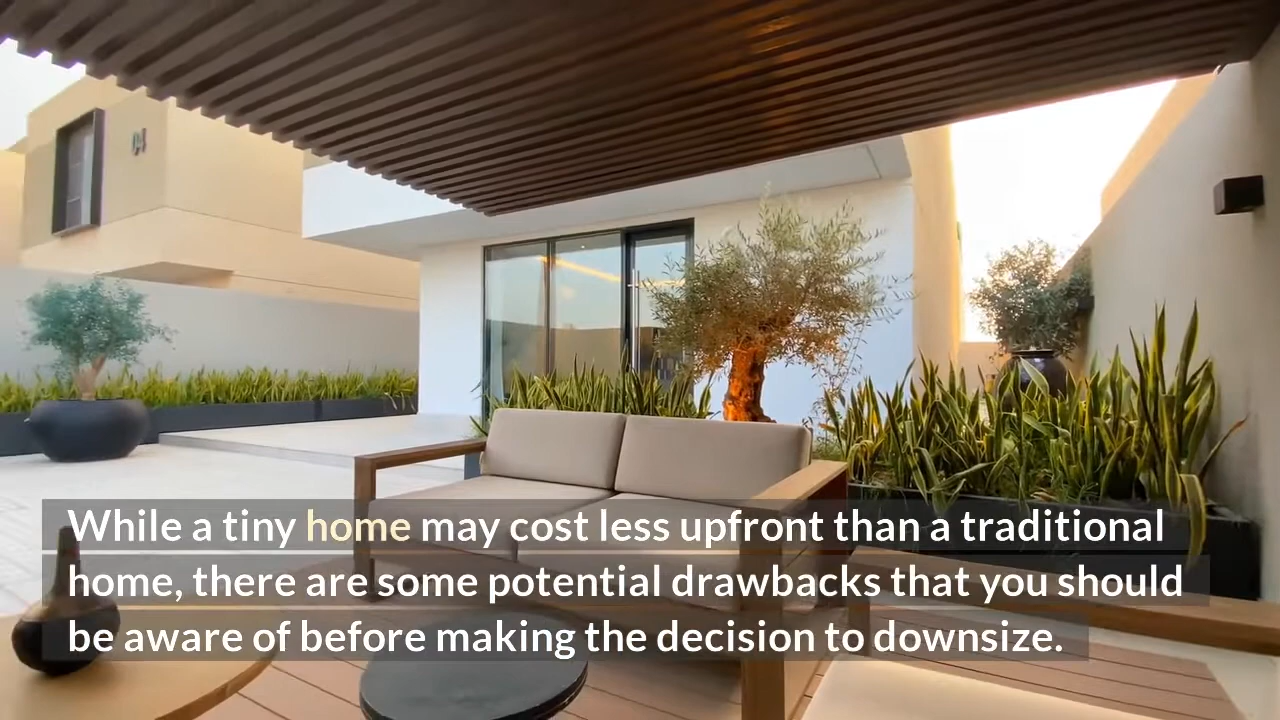 04
While a tiny home may cost less upfront than a traditional
home, there are some potential drawbacks that you should
be aware of before making the decision to downsize.